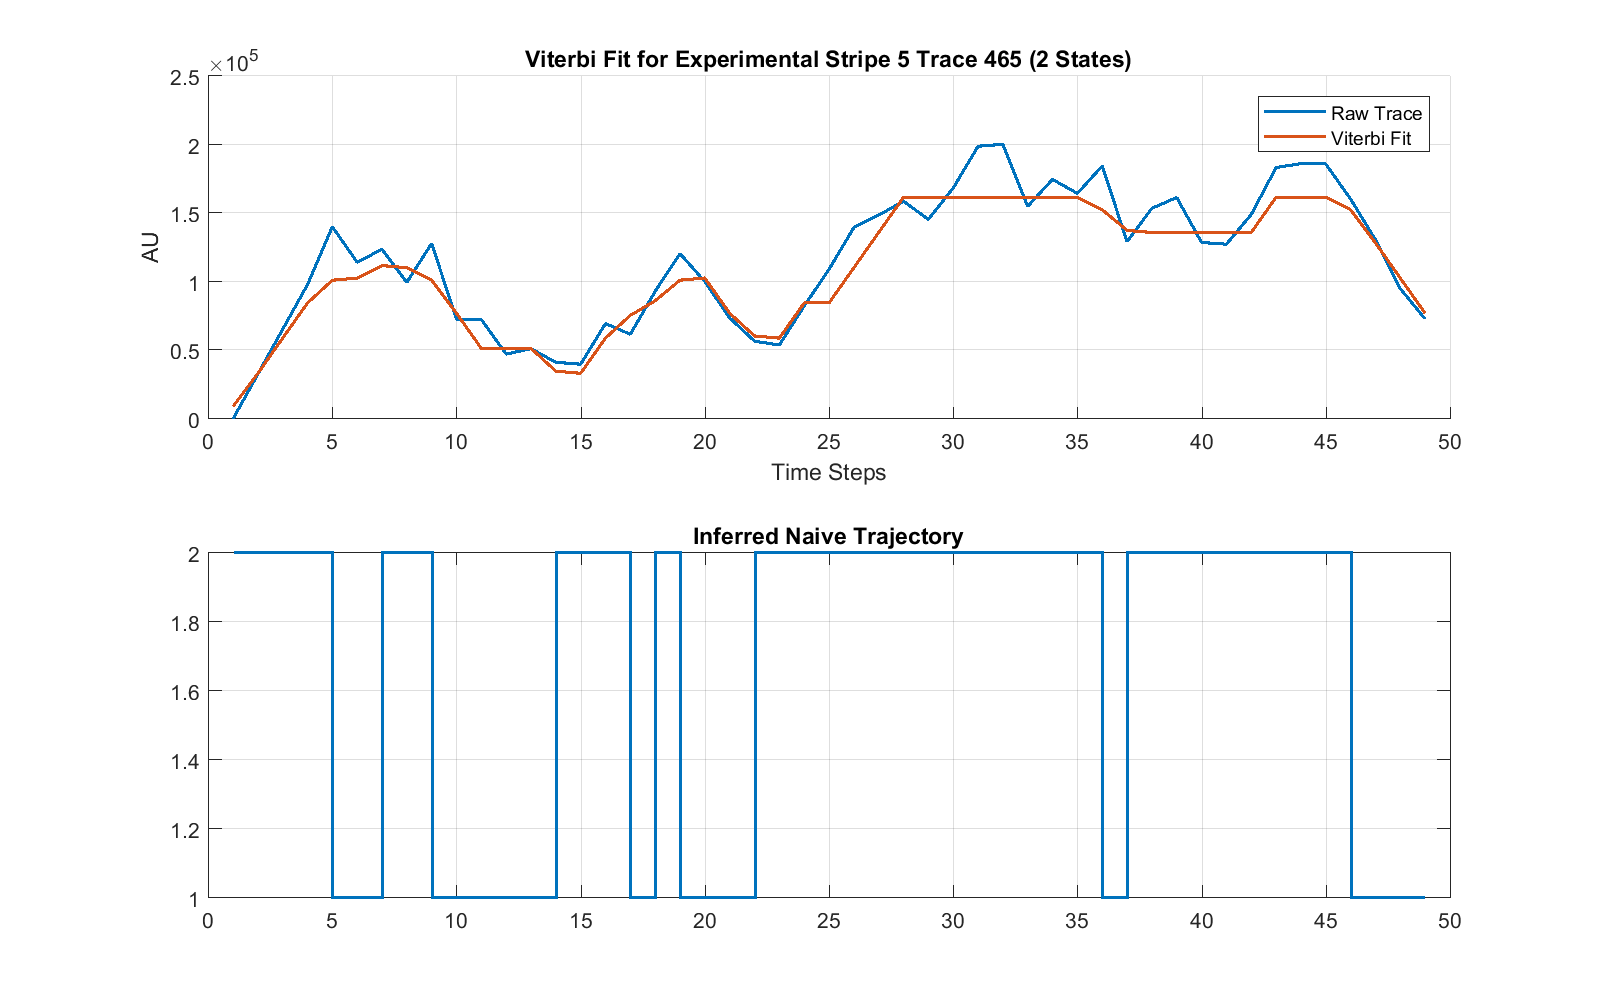 Viterbi Fit for Experimental Stripe 5 Trace 465 (2 States)
×10^5
2.5
2
1.5
1
0.5
0
AU
Raw Trace
Viterbi Fit
0 5 10 15 20 25 30 35 40 45 50
Time Steps
Inferred Naive Trajectory
2
1.8
1.6
1.4
1.2
1
0 5 10 15 20 25 30 35 40 45 50